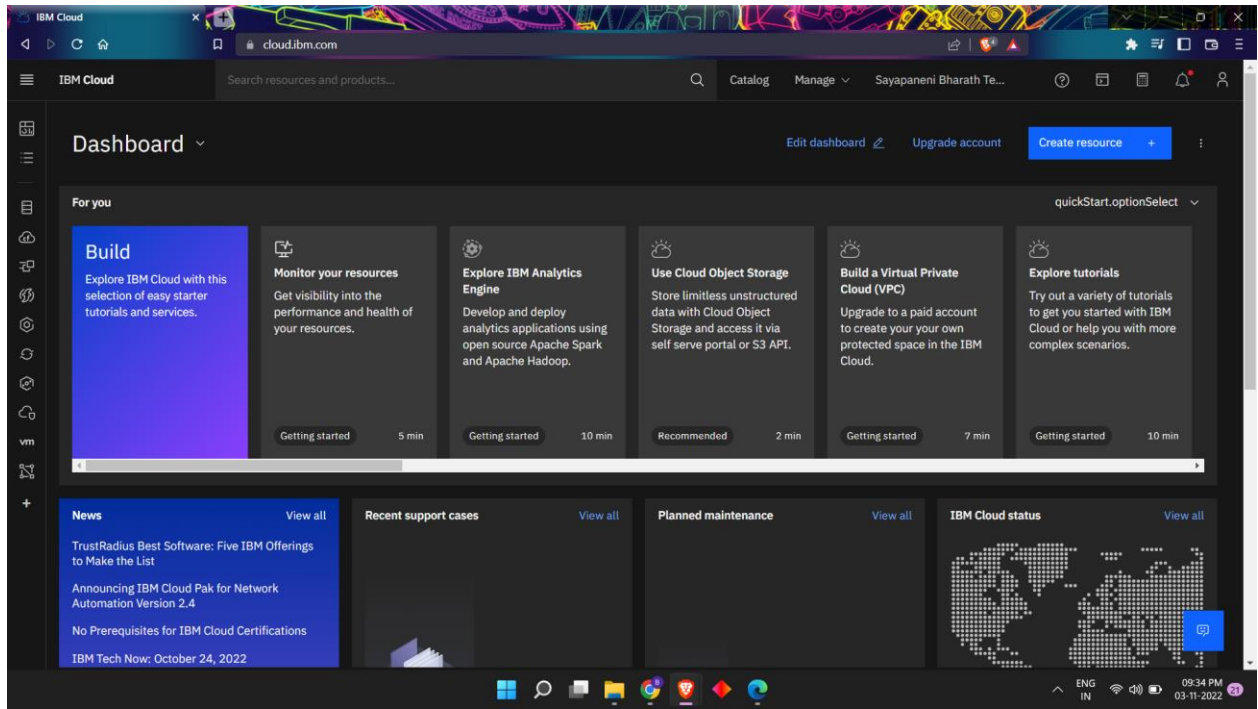 IBM Cloud
cloud.ibm.com
IBM Cloud
Search resources and products...
Catalog
Manage
Sayapaneni Bharath Te...
Dashboard
Edit dashboard
Upgrade account
Create resource +
For you
quickStart.optionSelect
Build
Explore IBM Cloud with this
selection of easy starter
tutorials and services.
Monitor your resources
Get visibility into the
performance and health of
your resources.
Getting started
5 min
Explore IBM Analytics
Engine
Develop and deploy
analytics applications using
open source Apache Spark
and Apache Hadoop.
Getting started
10 min
Use Cloud Object Storage
Store limitless unstructured
data with Cloud Object
Storage and access it via
self serve portal or S3 API.
Recommended
2 min
Build a Virtual Private
Cloud (VPC)
Upgrade to a paid account
to create your your own
protected space in the IBM
Cloud.
Getting started
7 min
Explore tutorials
Try out a variety of tutorials
to get you started with IBM
Cloud or help you with more
complex scenarios.
Getting started
10 min
vm
News
View all
TrustRadius Best Software: Five IBM Offerings
to Make the List
Announcing IBM Cloud Pak for Network
Automation Version 2.4
No Prerequisites for IBM Cloud Certifications
IBM Tech Now: October 24, 2022
Recent support cases
View all
Planned maintenance
View all
IBM Cloud status
View all
ENG
IN
09:34 PM
03-11-2022
21